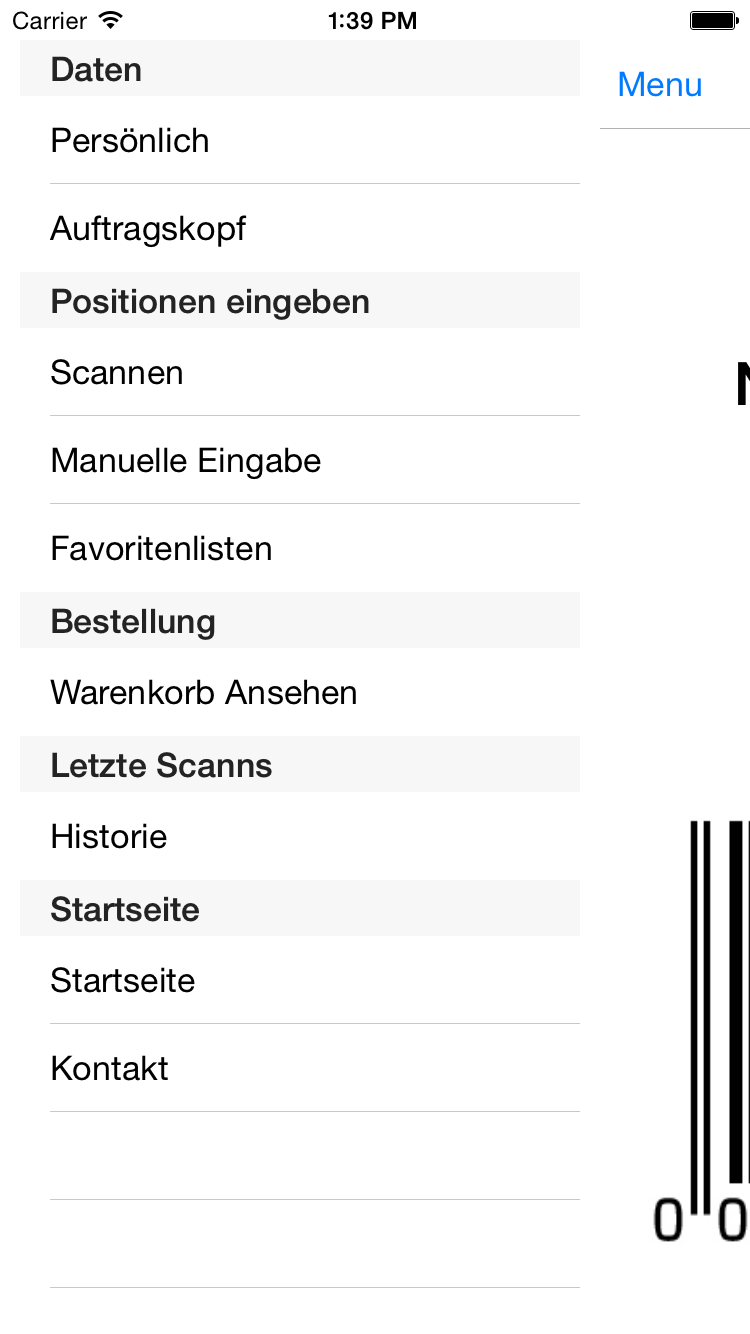 Carrier 1:39 PM
Menu
Daten
Persönlich
Auftragskopf
Positionen eingeben
Scannen
Manuelle Eingabe
Favoritenlisten
Bestellung
Warenkorb Ansehen
Letzte Scanns
Historie
Startseite
Startseite
Kontakt
0 0